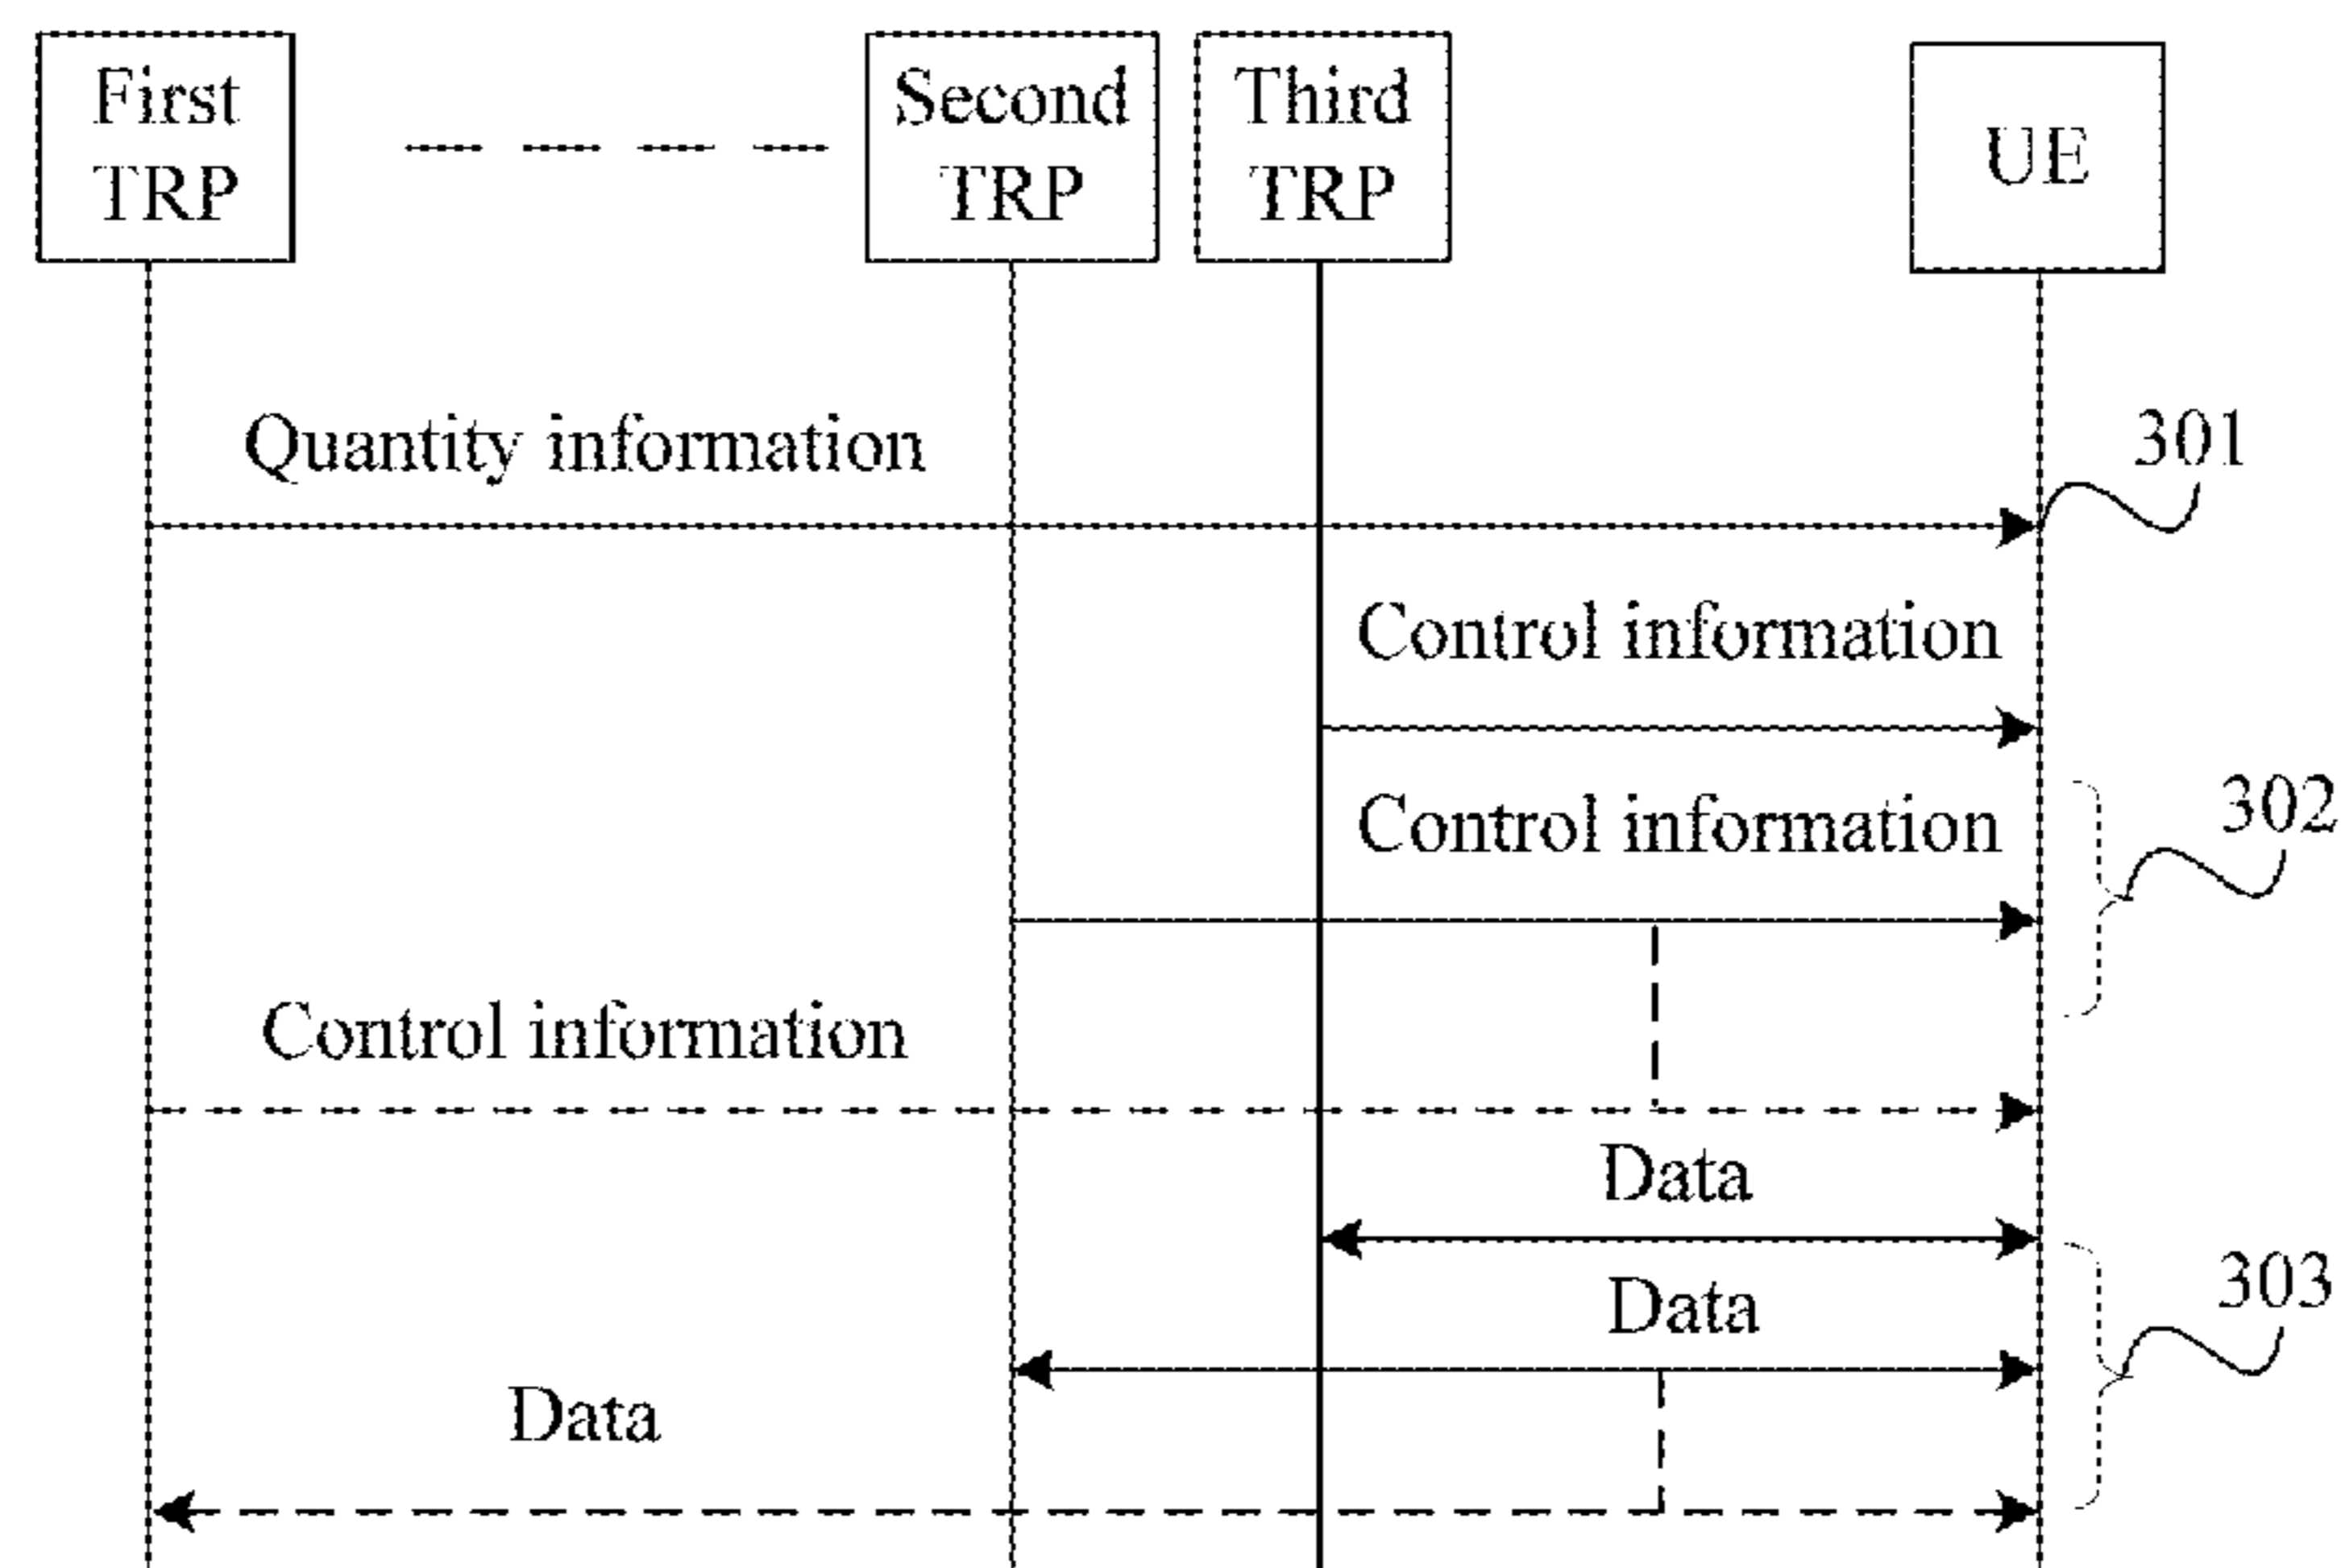 First
TRP
Second
TRP
Third
TRP
UE
Quantity information
301
Control information
Control information
302
Control information
Data
Data
303
Data